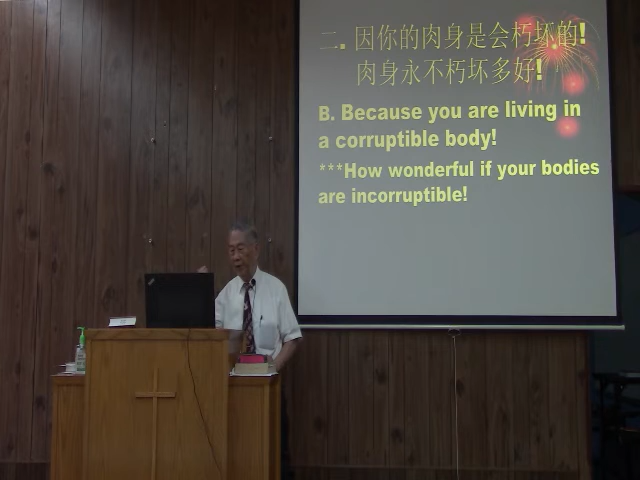 二. 因你的肉身是会朽坏的!
肉身永不朽坏多好!
B. Because you are living in
a corruptible body!
***How wonderful if your bodies
are incorruptible!